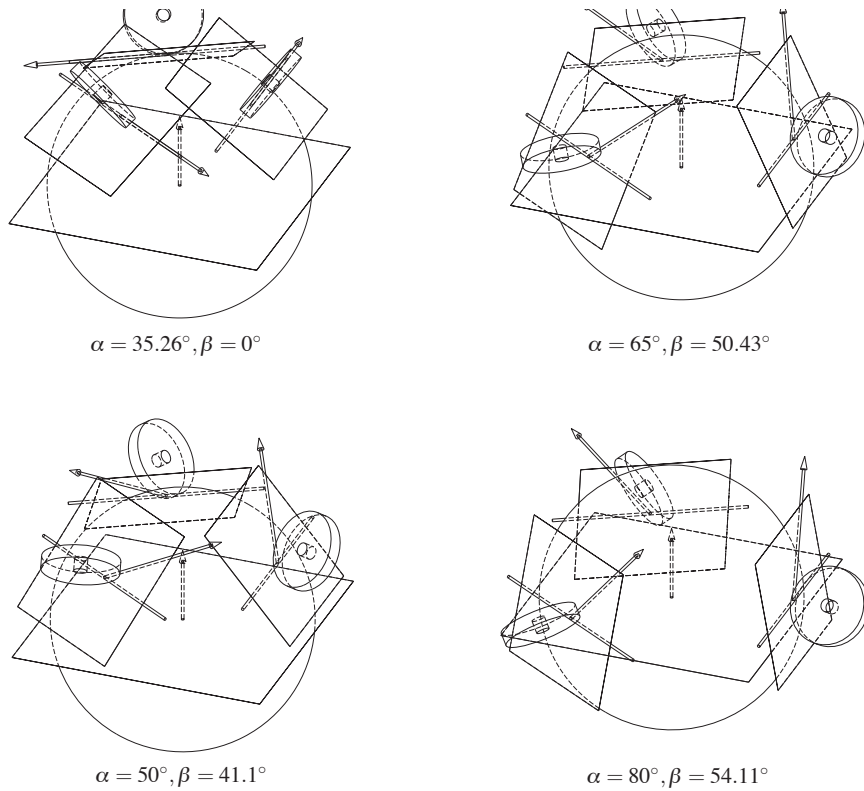 α = 35.26°, β = 0°
α = 65°, β = 50.43°
α = 50°, β = 41.1°
α = 80°, β = 54.11°